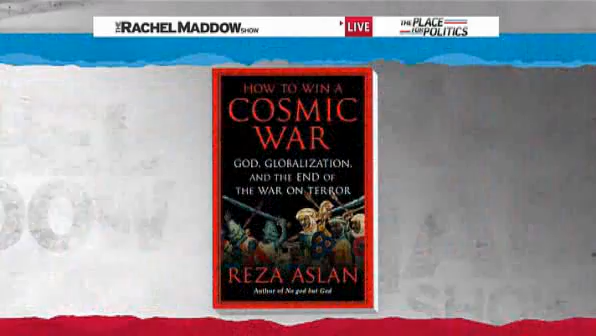 THE RACHEL MADDOW SHOW
LIVE
THE PLACE FOR POLITICS
HOW TO WIN A
COSMIC
WAR
GOD, GLOBALIZATION,
AND THE END OF
THE WAR ON TERROR
REZA ASLAN
Author of No god but God